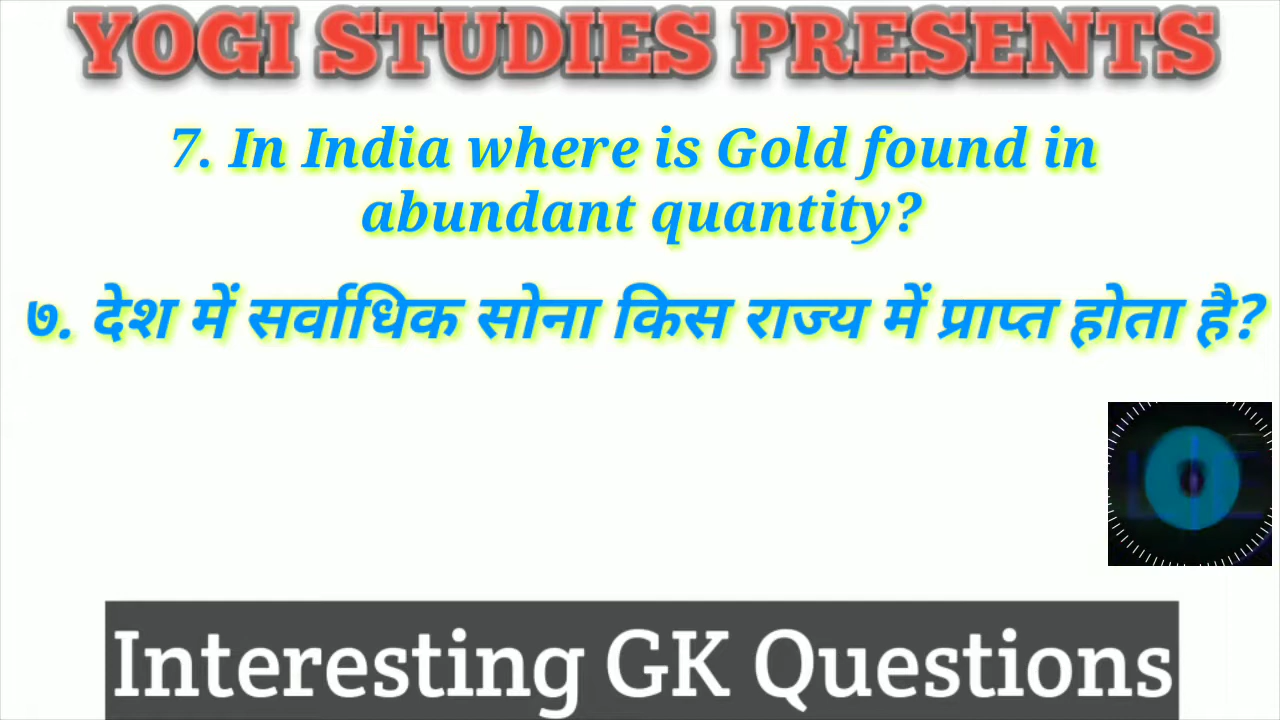 YOGI STUDIES PRESENTS
7. In India where is Gold found in
abundant quantity?
७. देश में सर्वाधिक सोना किस राज्य में प्राप्त होता है?
Interesting GK Questions